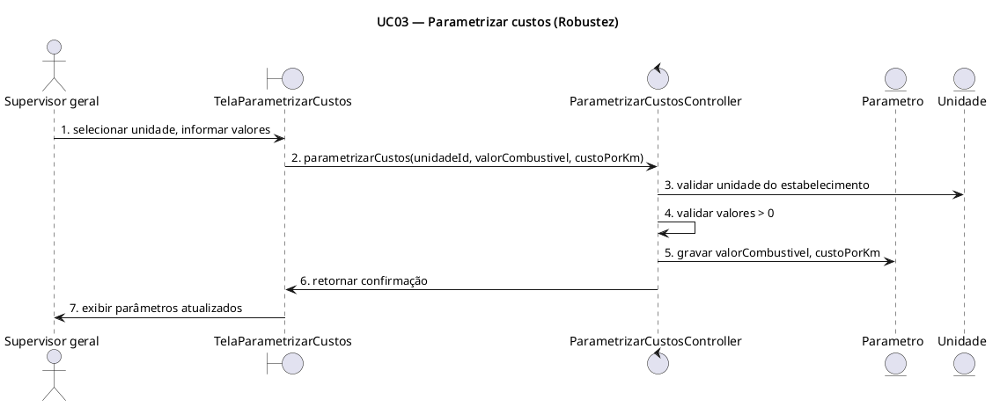 UC03 — Parametrizar custos (Robustez)
Supervisor geral
TelaParametrizarCustos
ParametrizarCustosController
Parametro
Unidade
1. selecionar unidade, informar valores
2. parametrizarCustos(unidadeId, valorCombustivel, custoPorKm)
3. validar unidade do estabelecimento
4. validar valores > 0
5. gravar valorCombustivel, custoPorKm
6. retornar confirmação
7. exibir parâmetros atualizados
Supervisor geral
TelaParametrizarCustos
ParametrizarCustosController
Parametro
Unidade